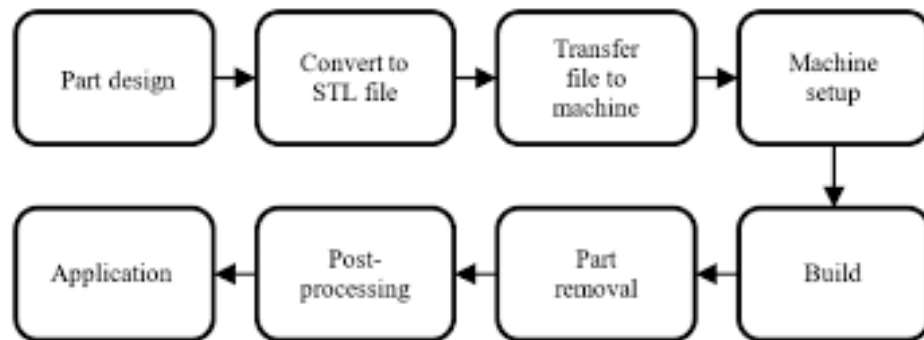 Part design
Convert to
STL file
Transfer
file to
machine
Machine
setup
Application
Post-
processing
Part
removal
Build